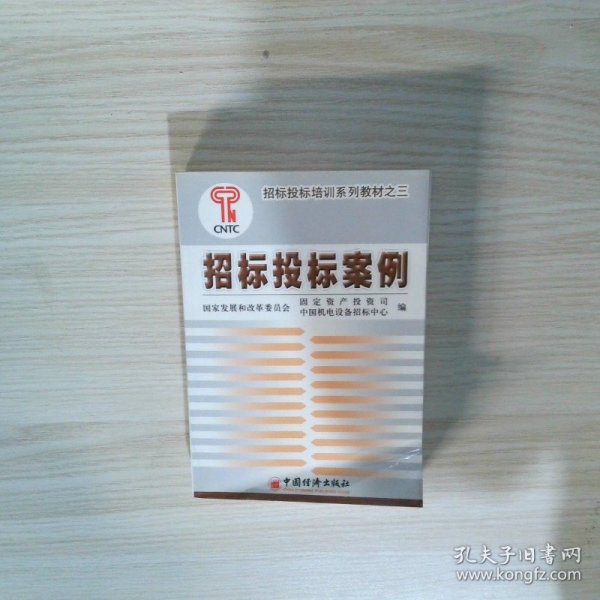 招标投标培训系列教材之三
CNTC
招标投标案例
国家发展和改革委员会 固定资产投资司 中国机电设备招标中心 编
中国经济出版社
孔夫子旧书网
www.kongfz.com